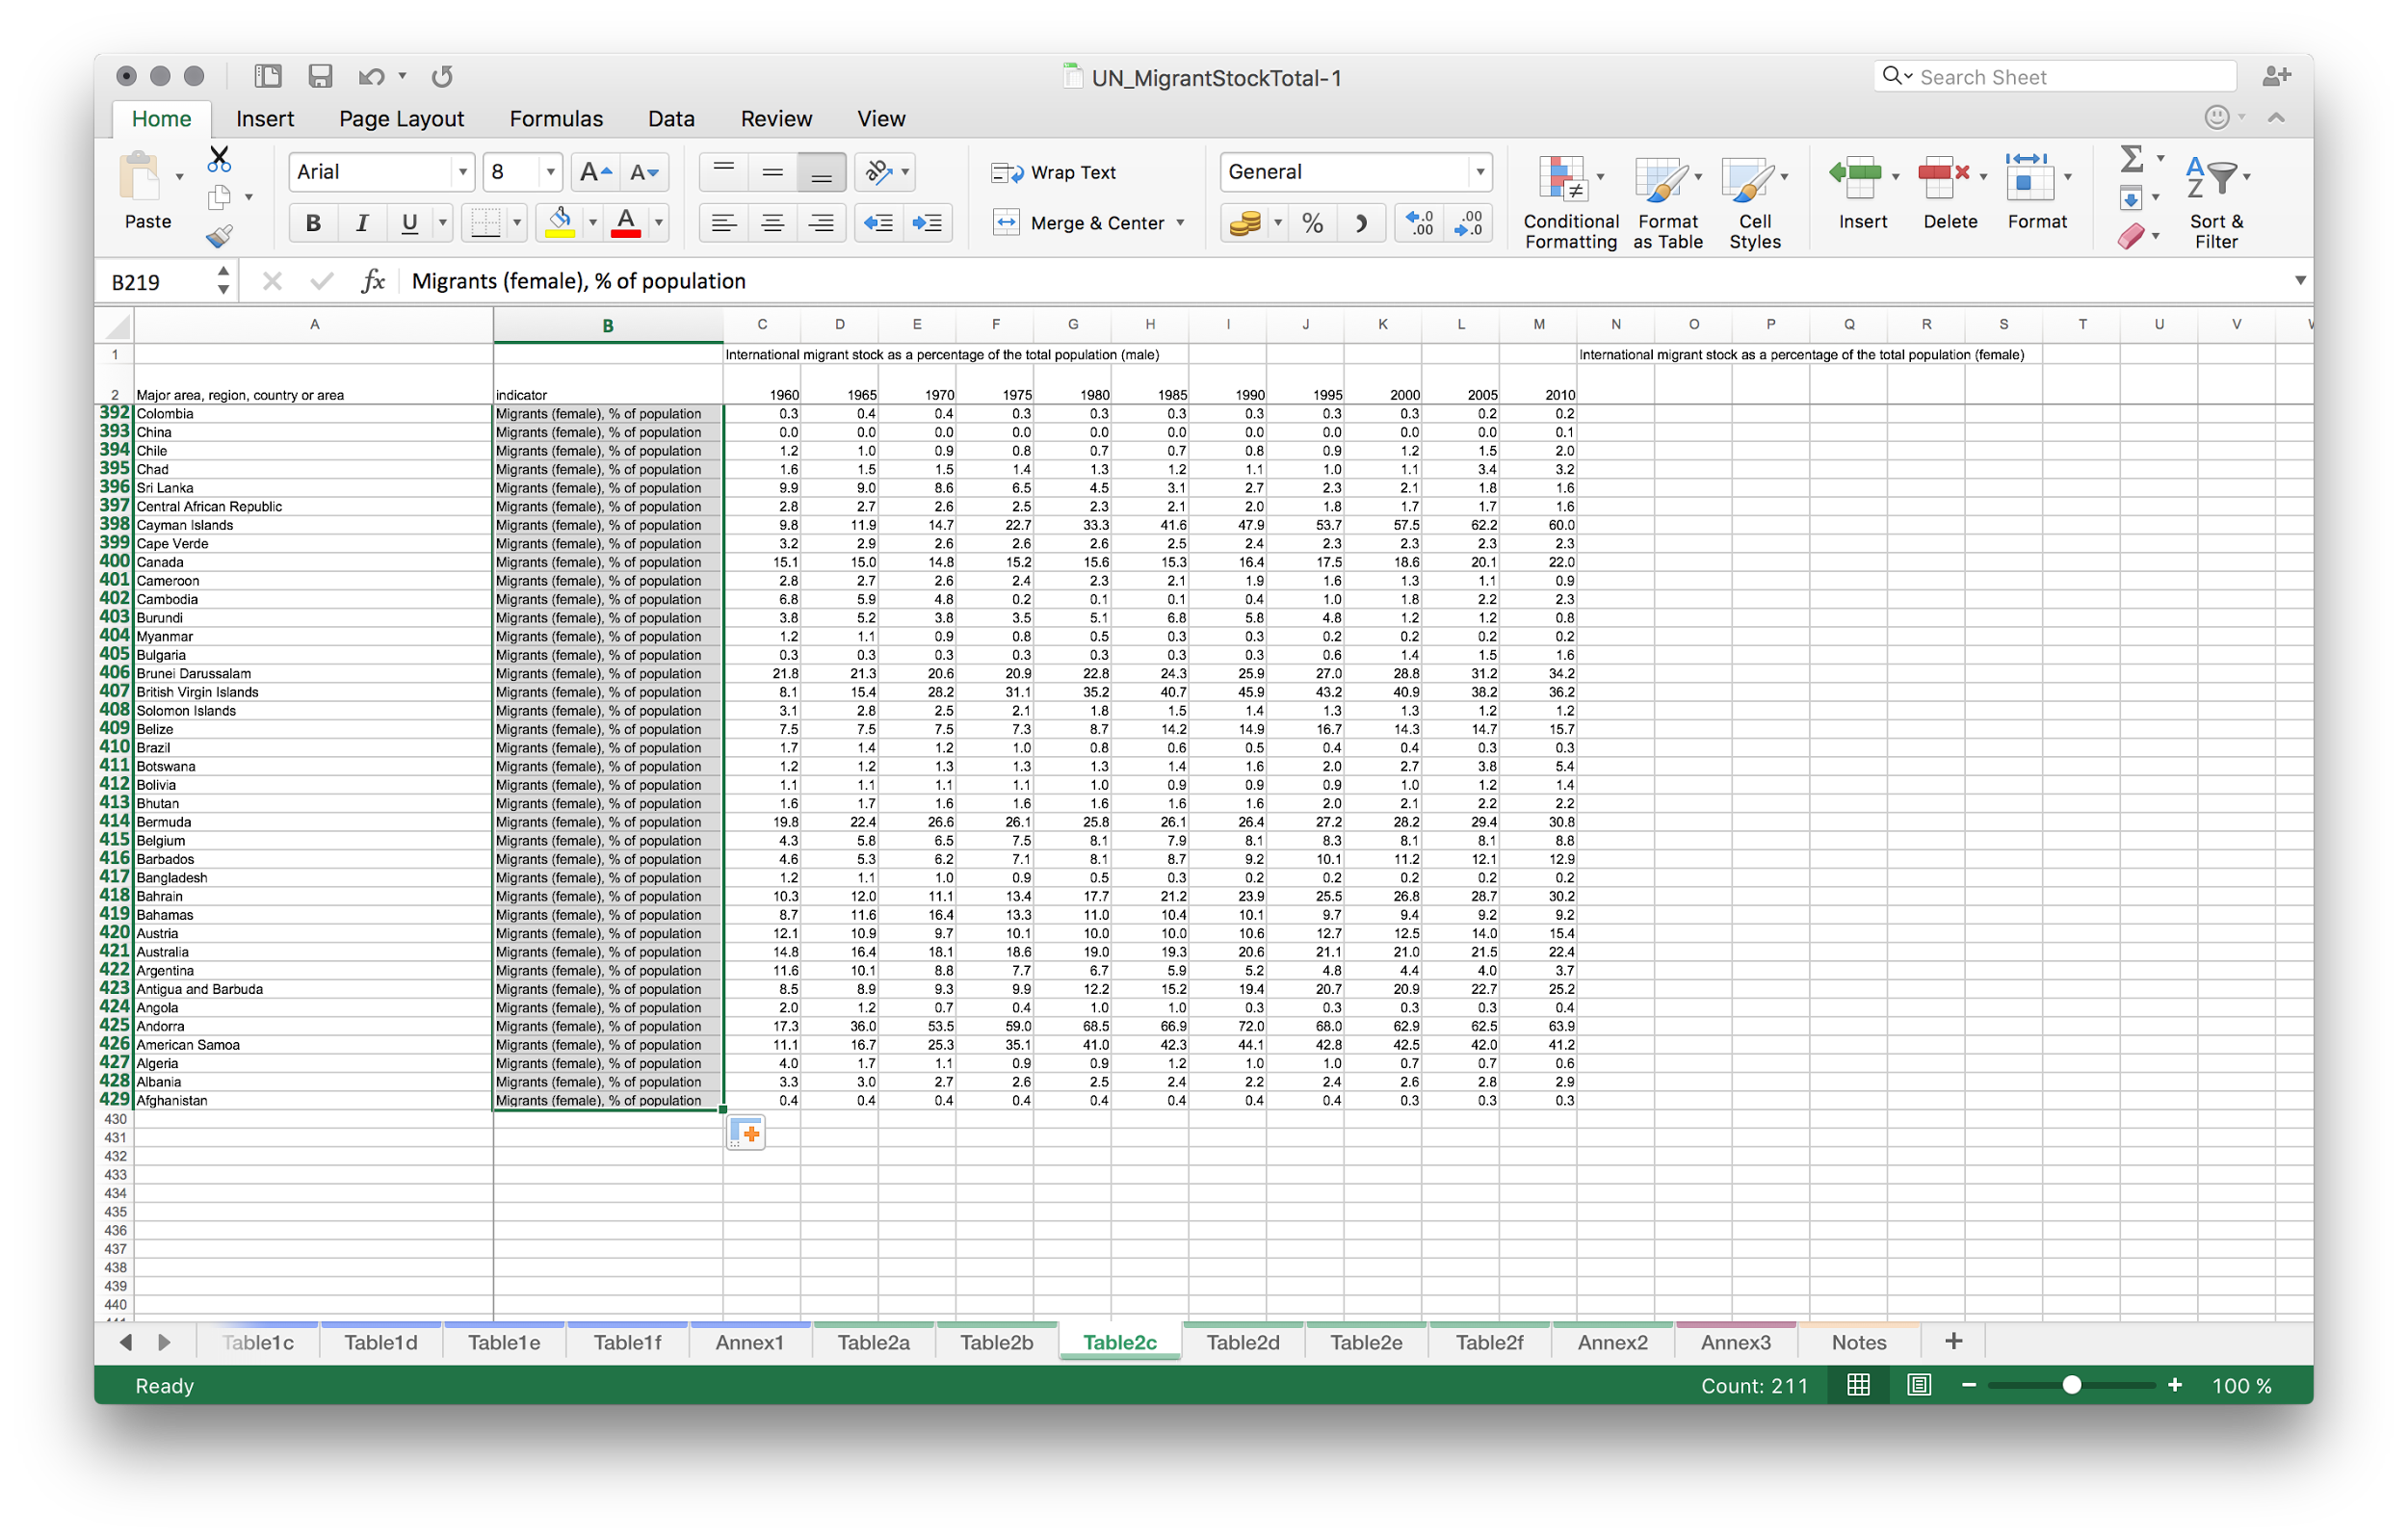 UN_MigrantStockTotal-1
Search Sheet
Home Insert Page Layout Formulas Data Review View
Paste
Arial 8 A A
B I U A
Wrap Text
Merge & Center
General
% .0 .00 .00 .0
Conditional Formatting
Format as Table
Cell Styles
Insert Delete Format
A Z
Sort & Filter
B219 fx Migrants (female), % of population
A B C D E F G H I J K L M N O P Q R S T U V
1 International migrant stock as a percentage of the total population (male) International migrant stock as a percentage of the total population (female)
2 Major area, region, country or area indicator 1960 1965 1970 1975 1980 1985 1990 1995 2000 2005 2010
392 Colombia Migrants (female), % of population 0.3 0.4 0.4 0.3 0.3 0.3 0.3 0.3 0.3 0.2 0.2
393 China Migrants (female), % of population 0.0 0.0 0.0 0.0 0.0 0.0 0.0 0.0 0.0 0.0 0.1
394 Chile Migrants (female), % of population 1.2 1.0 0.9 0.8 0.7 0.7 0.8 0.9 1.2 1.5 2.0
395 Chad Migrants (female), % of population 1.6 1.5 1.5 1.4 1.3 1.2 1.1 1.0 1.1 3.4 3.2
396 Sri Lanka Migrants (female), % of population 9.9 9.0 8.6 6.5 4.5 3.1 2.7 2.3 2.1 1.8 1.6
397 Central African Republic Migrants (female), % of population 2.8 2.7 2.6 2.5 2.3 2.1 2.0 1.8 1.7 1.7 1.6
398 Cayman Islands Migrants (female), % of population 9.8 11.9 14.7 22.7 33.3 41.6 47.9 53.7 57.5 62.2 60.0
399 Cape Verde Migrants (female), % of population 3.2 2.9 2.6 2.6 2.6 2.5 2.4 2.3 2.3 2.3 2.3
400 Canada Migrants (female), % of population 15.1 15.0 14.8 15.2 15.6 15.3 16.4 17.5 18.6 20.1 22.0
401 Cameroon Migrants (female), % of population 2.8 2.7 2.6 2.4 2.3 2.1 1.9 1.6 1.3 1.1 0.9
402 Cambodia Migrants (female), % of population 6.8 5.9 4.8 0.2 0.1 0.1 0.4 1.0 1.8 2.2 2.3
403 Burundi Migrants (female), % of population 3.8 5.2 3.8 3.5 5.1 6.8 5.8 4.8 1.2 1.2 0.8
404 Myanmar Migrants (female), % of population 1.2 1.1 0.9 0.8 0.5 0.3 0.3 0.2 0.2 0.2 0.2
405 Bulgaria Migrants (female), % of population 0.3 0.3 0.3 0.3 0.3 0.3 0.3 0.6 1.4 1.5 1.6
406 Brunei Darussalam Migrants (female), % of population 21.8 21.3 20.6 20.9 22.8 24.3 25.9 27.0 28.8 31.2 34.2
407 British Virgin Islands Migrants (female), % of population 8.1 15.4 28.2 31.1 35.2 40.7 45.9 43.2 40.9 38.2 36.2
408 Solomon Islands Migrants (female), % of population 3.1 2.8 2.5 2.1 1.8 1.5 1.4 1.3 1.3 1.2 1.2
409 Belize Migrants (female), % of population 7.5 7.5 7.5 7.3 8.7 14.2 14.9 16.7 14.3 14.7 15.7
410 Brazil Migrants (female), % of population 1.7 1.4 1.2 1.0 0.8 0.6 0.5 0.4 0.4 0.3 0.3
411 Botswana Migrants (female), % of population 1.2 1.2 1.3 1.3 1.3 1.4 1.6 2.0 2.7 3.8 5.4
412 Bolivia Migrants (female), % of population 1.1 1.1 1.1 1.1 1.0 0.9 0.9 0.9 1.0 1.2 1.4
413 Bhutan Migrants (female), % of population 1.6 1.7 1.6 1.6 1.6 1.6 1.6 2.0 2.1 2.2 2.2
414 Bermuda Migrants (female), % of population 19.8 22.4 26.6 26.1 25.8 26.1 26.4 27.2 28.2 29.4 30.8
415 Belgium Migrants (female), % of population 4.3 5.8 6.5 7.5 8.1 7.9 8.1 8.3 8.1 8.1 8.8
416 Barbados Migrants (female), % of population 4.6 5.3 6.2 7.1 8.1 8.7 9.2 10.1 11.2 12.1 12.9
417 Bangladesh Migrants (female), % of population 1.2 1.1 1.0 0.9 0.5 0.3 0.2 0.2 0.2 0.2 0.2
418 Bahrain Migrants (female), % of population 10.3 12.0 11.1 13.4 17.7 21.2 23.9 25.5 26.8 28.7 30.2
419 Bahamas Migrants (female), % of population 8.7 11.6 16.4 13.3 11.0 10.4 10.1 9.7 9.4 9.2 9.2
420 Austria Migrants (female), % of population 12.1 10.9 9.7 10.1 10.0 10.0 10.6 12.7 12.5 14.0 15.4
421 Australia Migrants (female), % of population 14.8 16.4 18.1 18.6 19.0 19.3 20.6 21.1 21.0 21.5 22.4
422 Argentina Migrants (female), % of population 11.6 10.1 8.8 7.7 6.7 5.9 5.2 4.8 4.4 4.0 3.7
423 Antigua and Barbuda Migrants (female), % of population 8.5 8.9 9.3 9.9 12.2 15.2 19.4 20.7 20.9 22.7 25.2
424 Angola Migrants (female), % of population 2.0 1.2 0.7 0.4 1.0 1.0 0.3 0.3 0.3 0.3 0.4
425 Andorra Migrants (female), % of population 17.3 36.0 53.5 59.0 68.5 66.9 72.0 68.0 62.9 62.5 63.9
426 American Samoa Migrants (female), % of population 11.1 16.7 25.3 35.1 41.0 42.3 44.1 42.8 42.5 42.0 41.2
427 Algeria Migrants (female), % of population 4.0 1.7 1.1 0.9 0.9 1.2 1.0 1.0 0.7 0.7 0.6
428 Albania Migrants (female), % of population 3.3 3.0 2.7 2.6 2.5 2.4 2.2 2.4 2.6 2.8 2.9
429 Afghanistan Migrants (female), % of population 0.4 0.4 0.4 0.4 0.4 0.4 0.4 0.4 0.3 0.3 0.3
430
431
432
433
434
435
436
437
438
439
440
Table1c Table1d Table1e Table1f Annex1 Table2a Table2b Table2c Table2d Table2e Table2f Annex2 Annex3 Notes +
Ready Count: 211 100 %